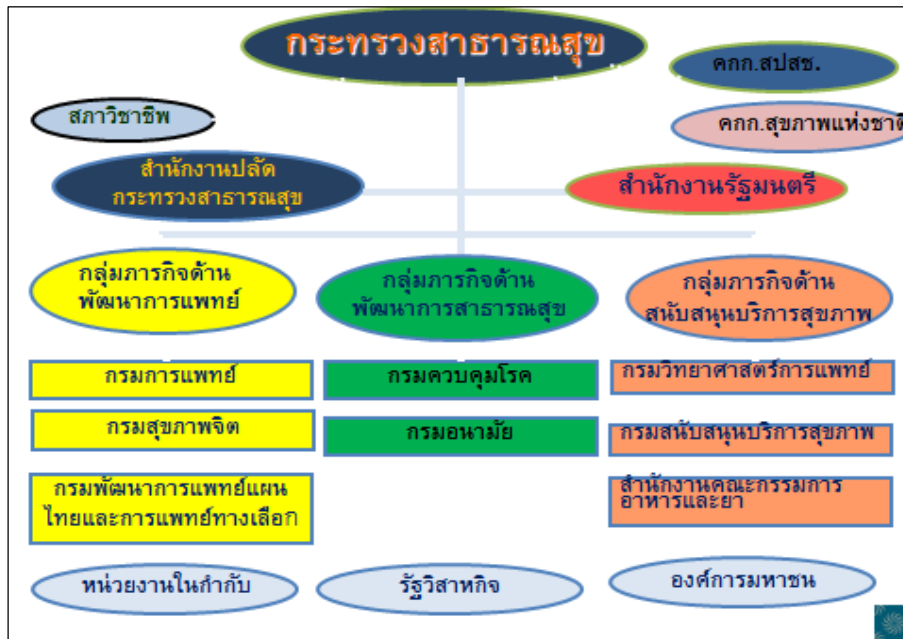 กระทรวงสาธารณสุข
คกก.สปสช.
สภาวิชาชีพ
คกก.สุขภาพแห่งชาติ
สำนักงานปลัด
กระทรวงสาธารณสุข
สำนักงานรัฐมนตรี
กลุ่มภารกิจด้าน
พัฒนาการแพทย์
กลุ่มภารกิจด้าน
พัฒนาการสาธารณสุข
กลุ่มภารกิจด้าน
สนับสนุนบริการสุขภาพ
กรมการแพทย์
กรมควบคุมโรค
กรมวิทยาศาสตร์การแพทย์
กรมสุขภาพจิต
กรมอนามัย
กรมสนับสนุนบริการสุขภาพ
กรมพัฒนาการแพทย์แผน
ไทยและการแพทย์ทางเลือก
สำนักงานคณะกรรมการ
อาหารและยา
หน่วยงานในกำกับ
รัฐวิสาหกิจ
องค์การมหาชน